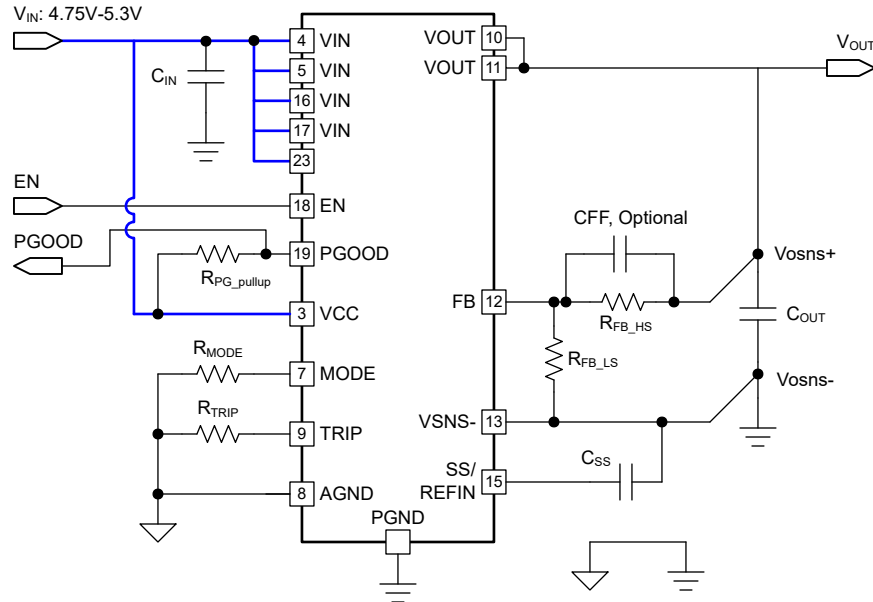 VIN: 4.75V-5.3V
CIN
4 VIN
5 VIN
16 VIN
17 VIN
23
EN
18 EN
PGOOD
19 PGOOD
RPG_pullup
3 VCC
RMODE
7 MODE
RTRIP
9 TRIP
8 AGND
PGND
VOUT 10
VOUT 11
VOUT
CFF, Optional
Vosns+
FB 12
RFB_HS
COUT
RFB_LS
Vosns-
VSNS- 13
CSS
SS/
REFIN 15